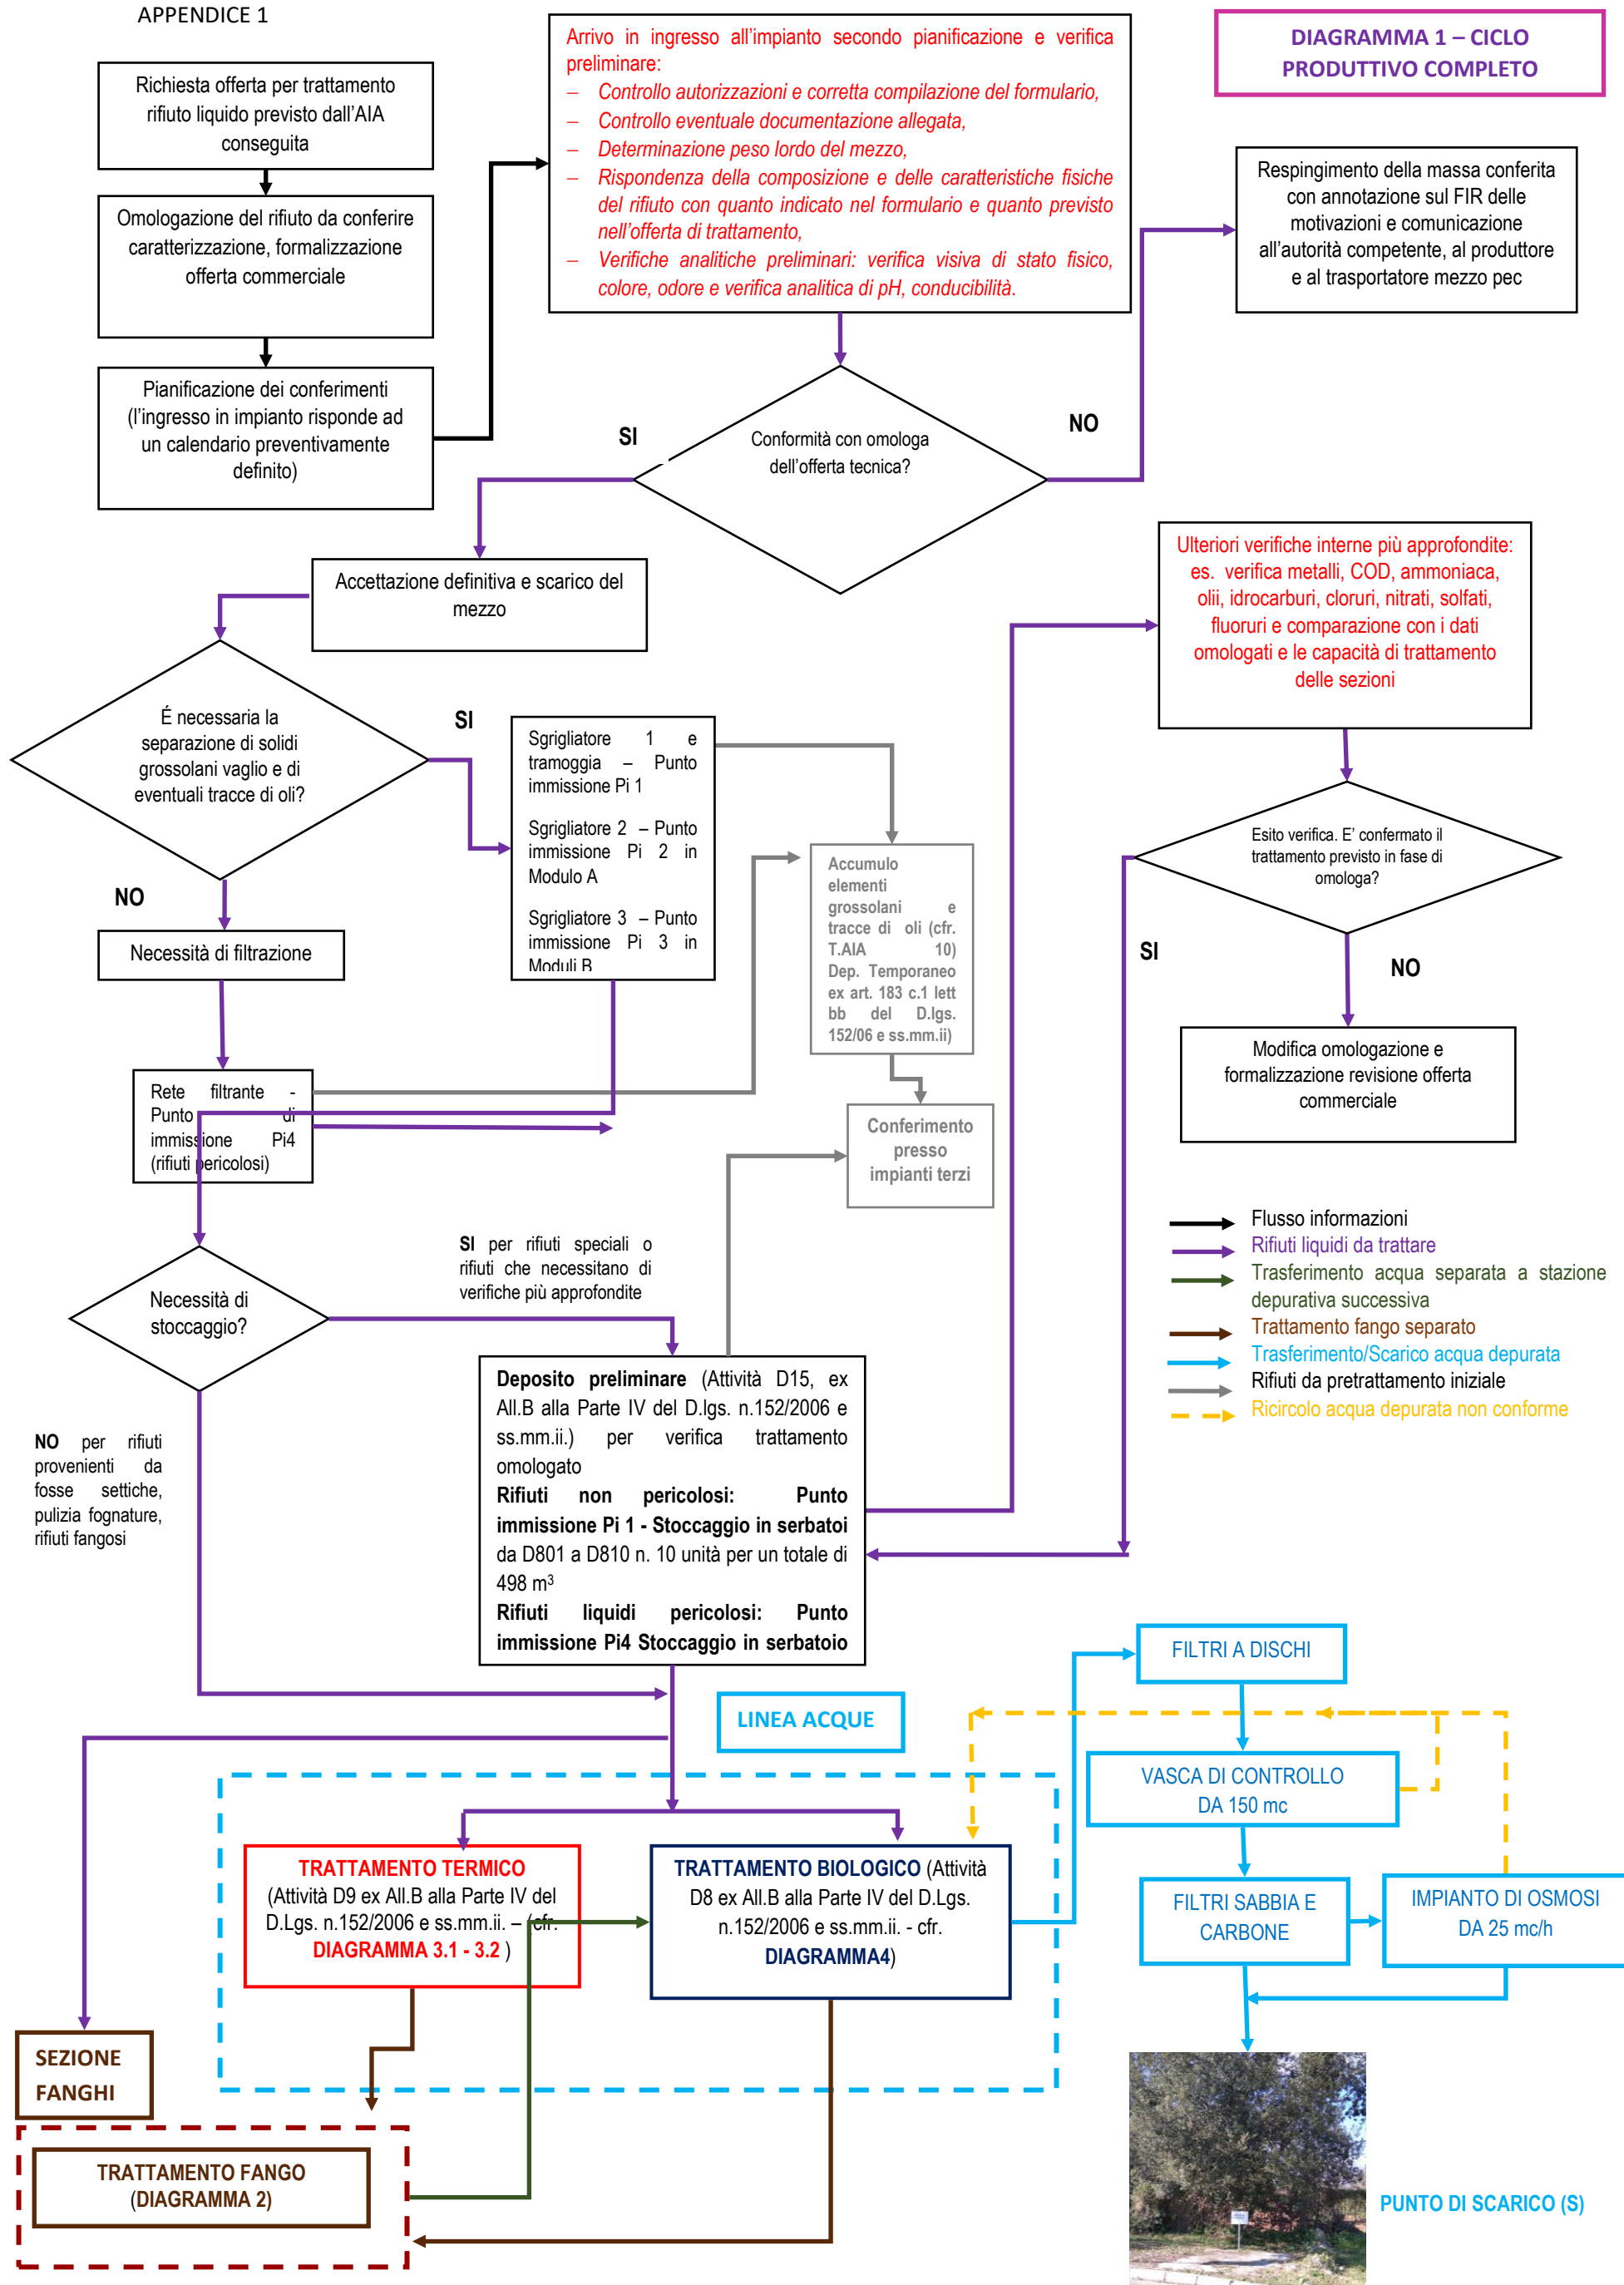 APPENDICE 1
DIAGRAMMA 1 – CICLO
PRODUTTIVO COMPLETO
Richiesta offerta per trattamento
rifiuto liquido previsto dall'AIA
conseguita
Omologazione del rifiuto da conferire
caratterizzazione, formalizzazione
offerta commerciale
Pianificazione dei conferimenti
(l'ingresso in impianto risponde ad
un calendario preventivamente
definito)
Arrivo in ingresso all'impianto secondo pianificazione e verifica
preliminare:
– Controllo autorizzazioni e corretta compilazione del formulario,
– Controllo eventuale documentazione allegata,
– Determinazione peso lordo del mezzo,
– Rispondenza della composizione e delle caratteristiche fisiche
del rifiuto con quanto indicato nel formulario e quanto previsto
nell'offerta di trattamento,
– Verifiche analitiche preliminari: verifica visiva di stato fisico,
colore, odore e verifica analitica di pH, conducibilità.
Respingimento della massa conferita
con annotazione sul FIR delle
motivazioni e comunicazione
all'autorità competente, al produttore
e al trasportatore mezzo pec
SI
Conformità con omologa
dell'offerta tecnica?
NO
Accettazione definitiva e scarico del
mezzo
Ulteriori verifiche interne più approfondite:
es. verifica metalli, COD, ammoniaca,
olii, idrocarburi, cloruri, nitrati, solfati,
fluoruri e comparazione con i dati
omologati e le capacità di trattamento
delle sezioni
É necessaria la
separazione di solidi
grossolani vaglio e di
eventuali tracce di oli?
SI
NO
Sgrigliatore 1 e
tramoggia – Punto
immissione Pi 1
Sgrigliatore 2 – Punto
immissione Pi 2 in
Modulo A
Sgrigliatore 3 – Punto
immissione Pi 3 in
Moduli B
Accumulo
elementi
grossolani e
tracce di oli (cfr.
T.AIA 10)
Dep. Temporaneo
ex art. 183 c.1 lett
bb del D.lgs.
152/06 e ss.mm.ii)
Esito verifica. E' confermato il
trattamento previsto in fase di
omologa?
SI
NO
Necessità di filtrazione
Modifica omologazione e
formalizzazione revisione offerta
commerciale
Rete filtrante -
Punto di
immissione Pi4
(rifiuti pericolosi)
Conferimento
presso
impianti terzi
Flusso informazioni
Rifiuti liquidi da trattare
Trasferimento acqua separata a stazione
depurativa successiva
Trattamento fango separato
Trasferimento/Scarico acqua depurata
Rifiuti da pretrattamento iniziale
Ricircolo acqua depurata non conforme
SI per rifiuti speciali o
rifiuti che necessitano di
verifiche più approfondite
Necessità di
stoccaggio?
NO per rifiuti
provenienti da
fosse settiche,
pulizia fognature,
rifiuti fangosi
Deposito preliminare (Attività D15, ex
All.B alla Parte IV del D.lgs. n.152/2006 e
ss.mm.ii.) per verifica trattamento
omologato
Rifiuti non pericolosi: Punto
immissione Pi 1 - Stoccaggio in serbatoi
da D801 a D810 n. 10 unità per un totale di
498 m³
Rifiuti liquidi pericolosi: Punto
immissione Pi4 Stoccaggio in serbatoio
LINEA ACQUE
FILTRI A DISCHI
VASCA DI CONTROLLO
DA 150 mc
FILTRI SABBIA E
CARBONE
IMPIANTO DI OSMOSI
DA 25 mc/h
TRATTAMENTO TERMICO
(Attività D9 ex All.B alla Parte IV del
D.Lgs. n.152/2006 e ss.mm.ii. – (cfr.
DIAGRAMMA 3.1 - 3.2 )
TRATTAMENTO BIOLOGICO (Attività
D8 ex All.B alla Parte IV del D.Lgs.
n.152/2006 e ss.mm.ii. - cfr.
DIAGRAMMA4)
SEZIONE
FANGHI
TRATTAMENTO FANGO
(DIAGRAMMA 2)
PUNTO DI SCARICO (S)